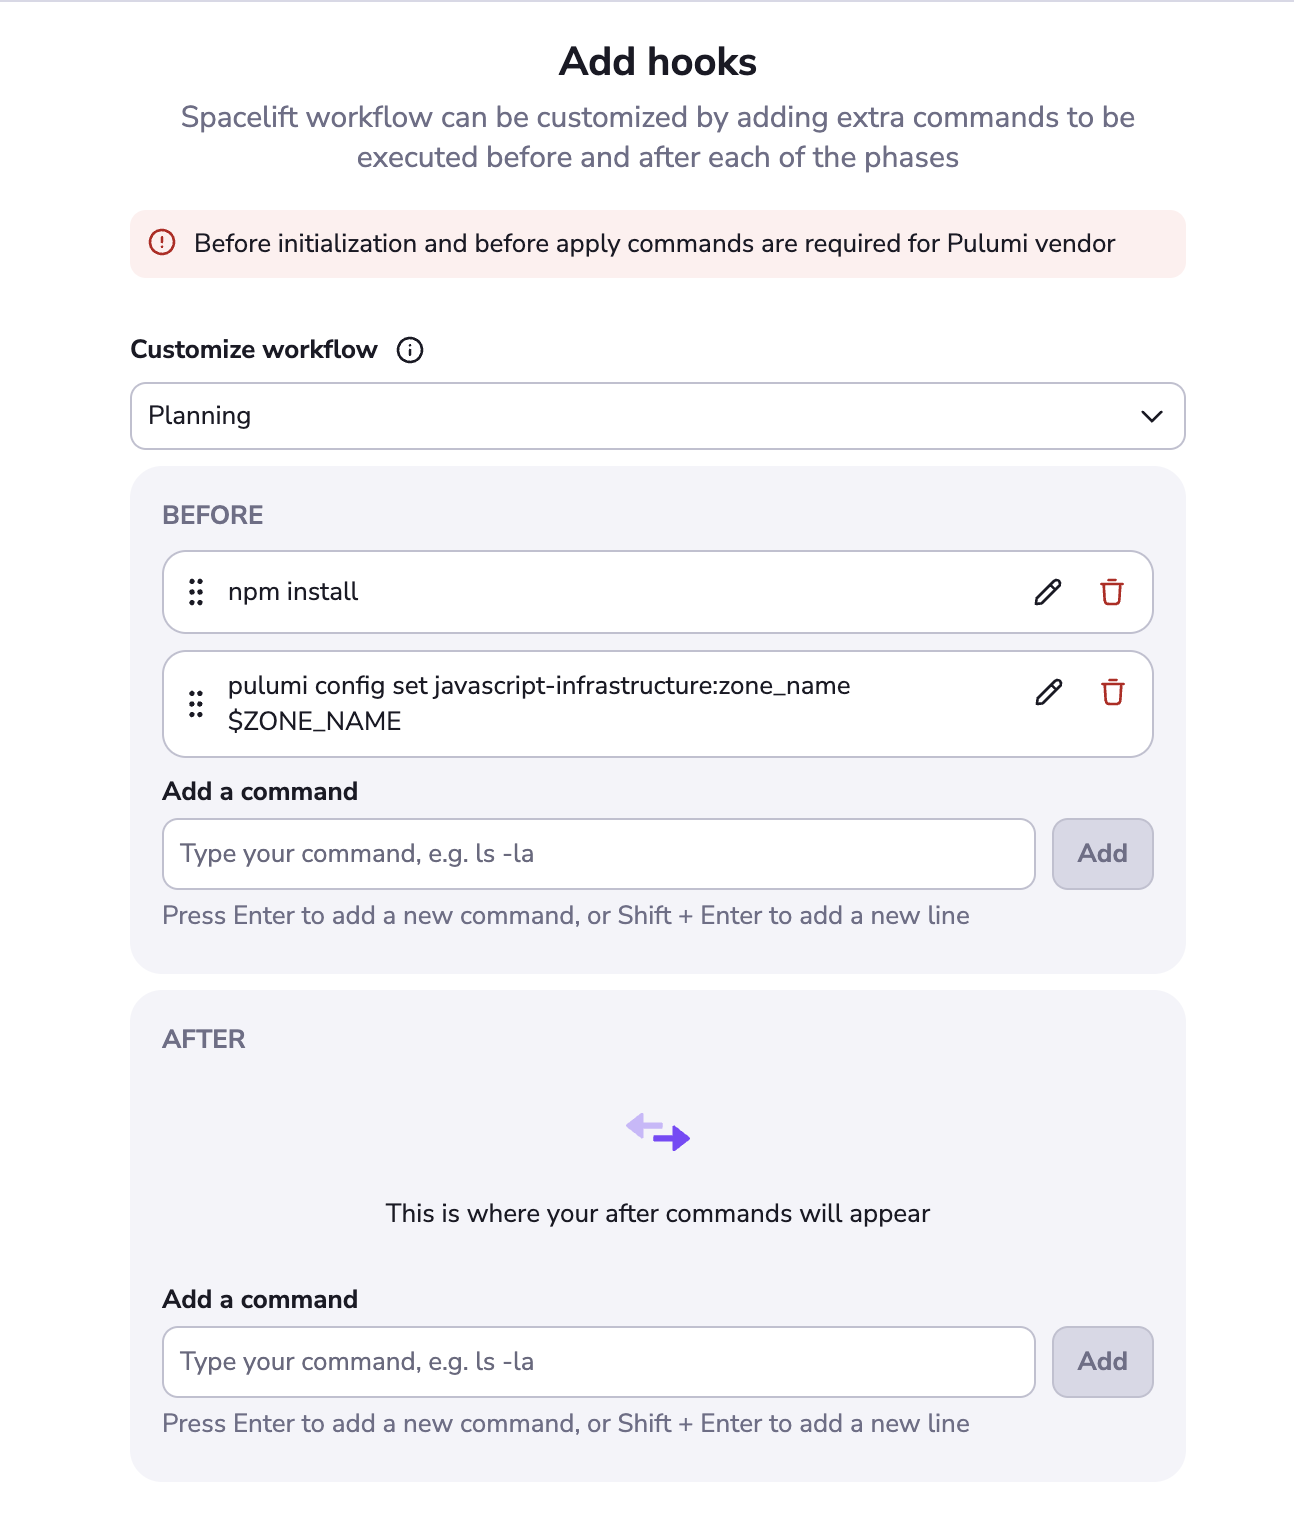 Add hooks
Spacelift workflow can be customized by adding extra commands to be
executed before and after each of the phases
Before initialization and before apply commands are required for Pulumi vendor
Customize workflow
Planning
BEFORE
npm install
pulumi config set javascript-infrastructure:zone_name
$ZONE_NAME
Add a command
Type your command, e.g. ls -la
Add
Press Enter to add a new command, or Shift + Enter to add a new line
AFTER
This is where your after commands will appear
Add a command
Type your command, e.g. ls -la
Add
Press Enter to add a new command, or Shift + Enter to add a new line